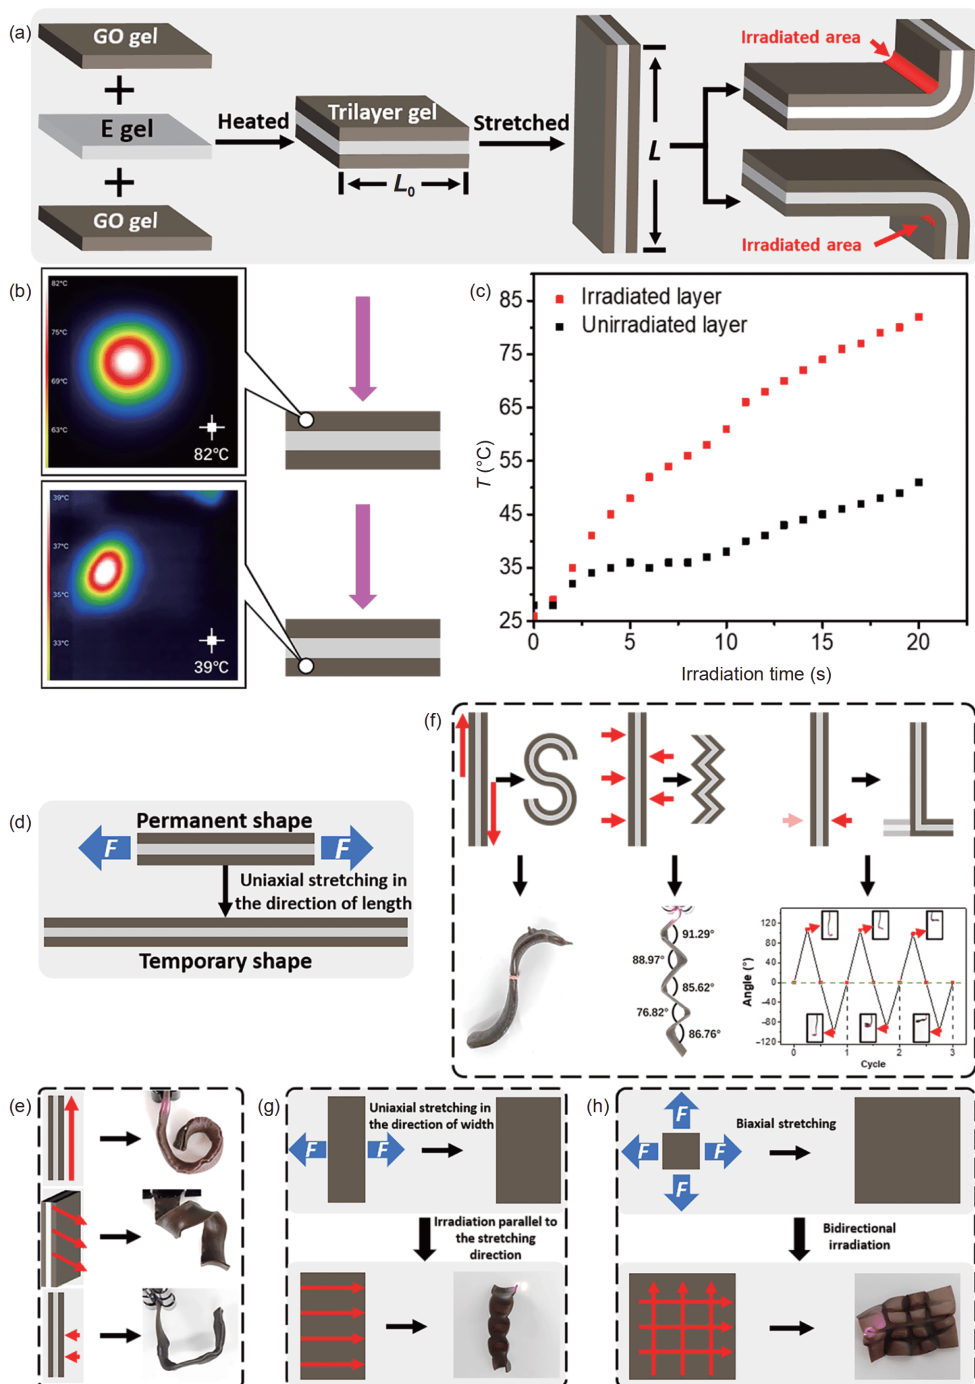 (a)
GO gel
E gel
GO gel
Heated
Trilayer gel
L0
Stretched
L
Irradiated area
Irradiated area
(b)
82°C
75°C
69°C
63°C
82°C
39°C
37°C
35°C
33°C
39°C
(c)
Irradiated layer
Unirradiated layer
T (°C)
85
75
65
55
45
35
25
0 5 10 15 20
Irradiation time (s)
(d)
Permanent shape
F F
Uniaxial stretching in
the direction of length
Temporary shape
(f)
91.29°
88.97°
85.62°
76.82°
86.76°
Angle (°)
120
80
40
0
−40
−80
−120
0 1 2 3
Cycle
(e)
(g)
Uniaxial stretching in
the direction of width
F F
Irradiation parallel to
the stretching
direction
(h)
F
F F
F
Biaxial stretching
Bidirectional
irradiation